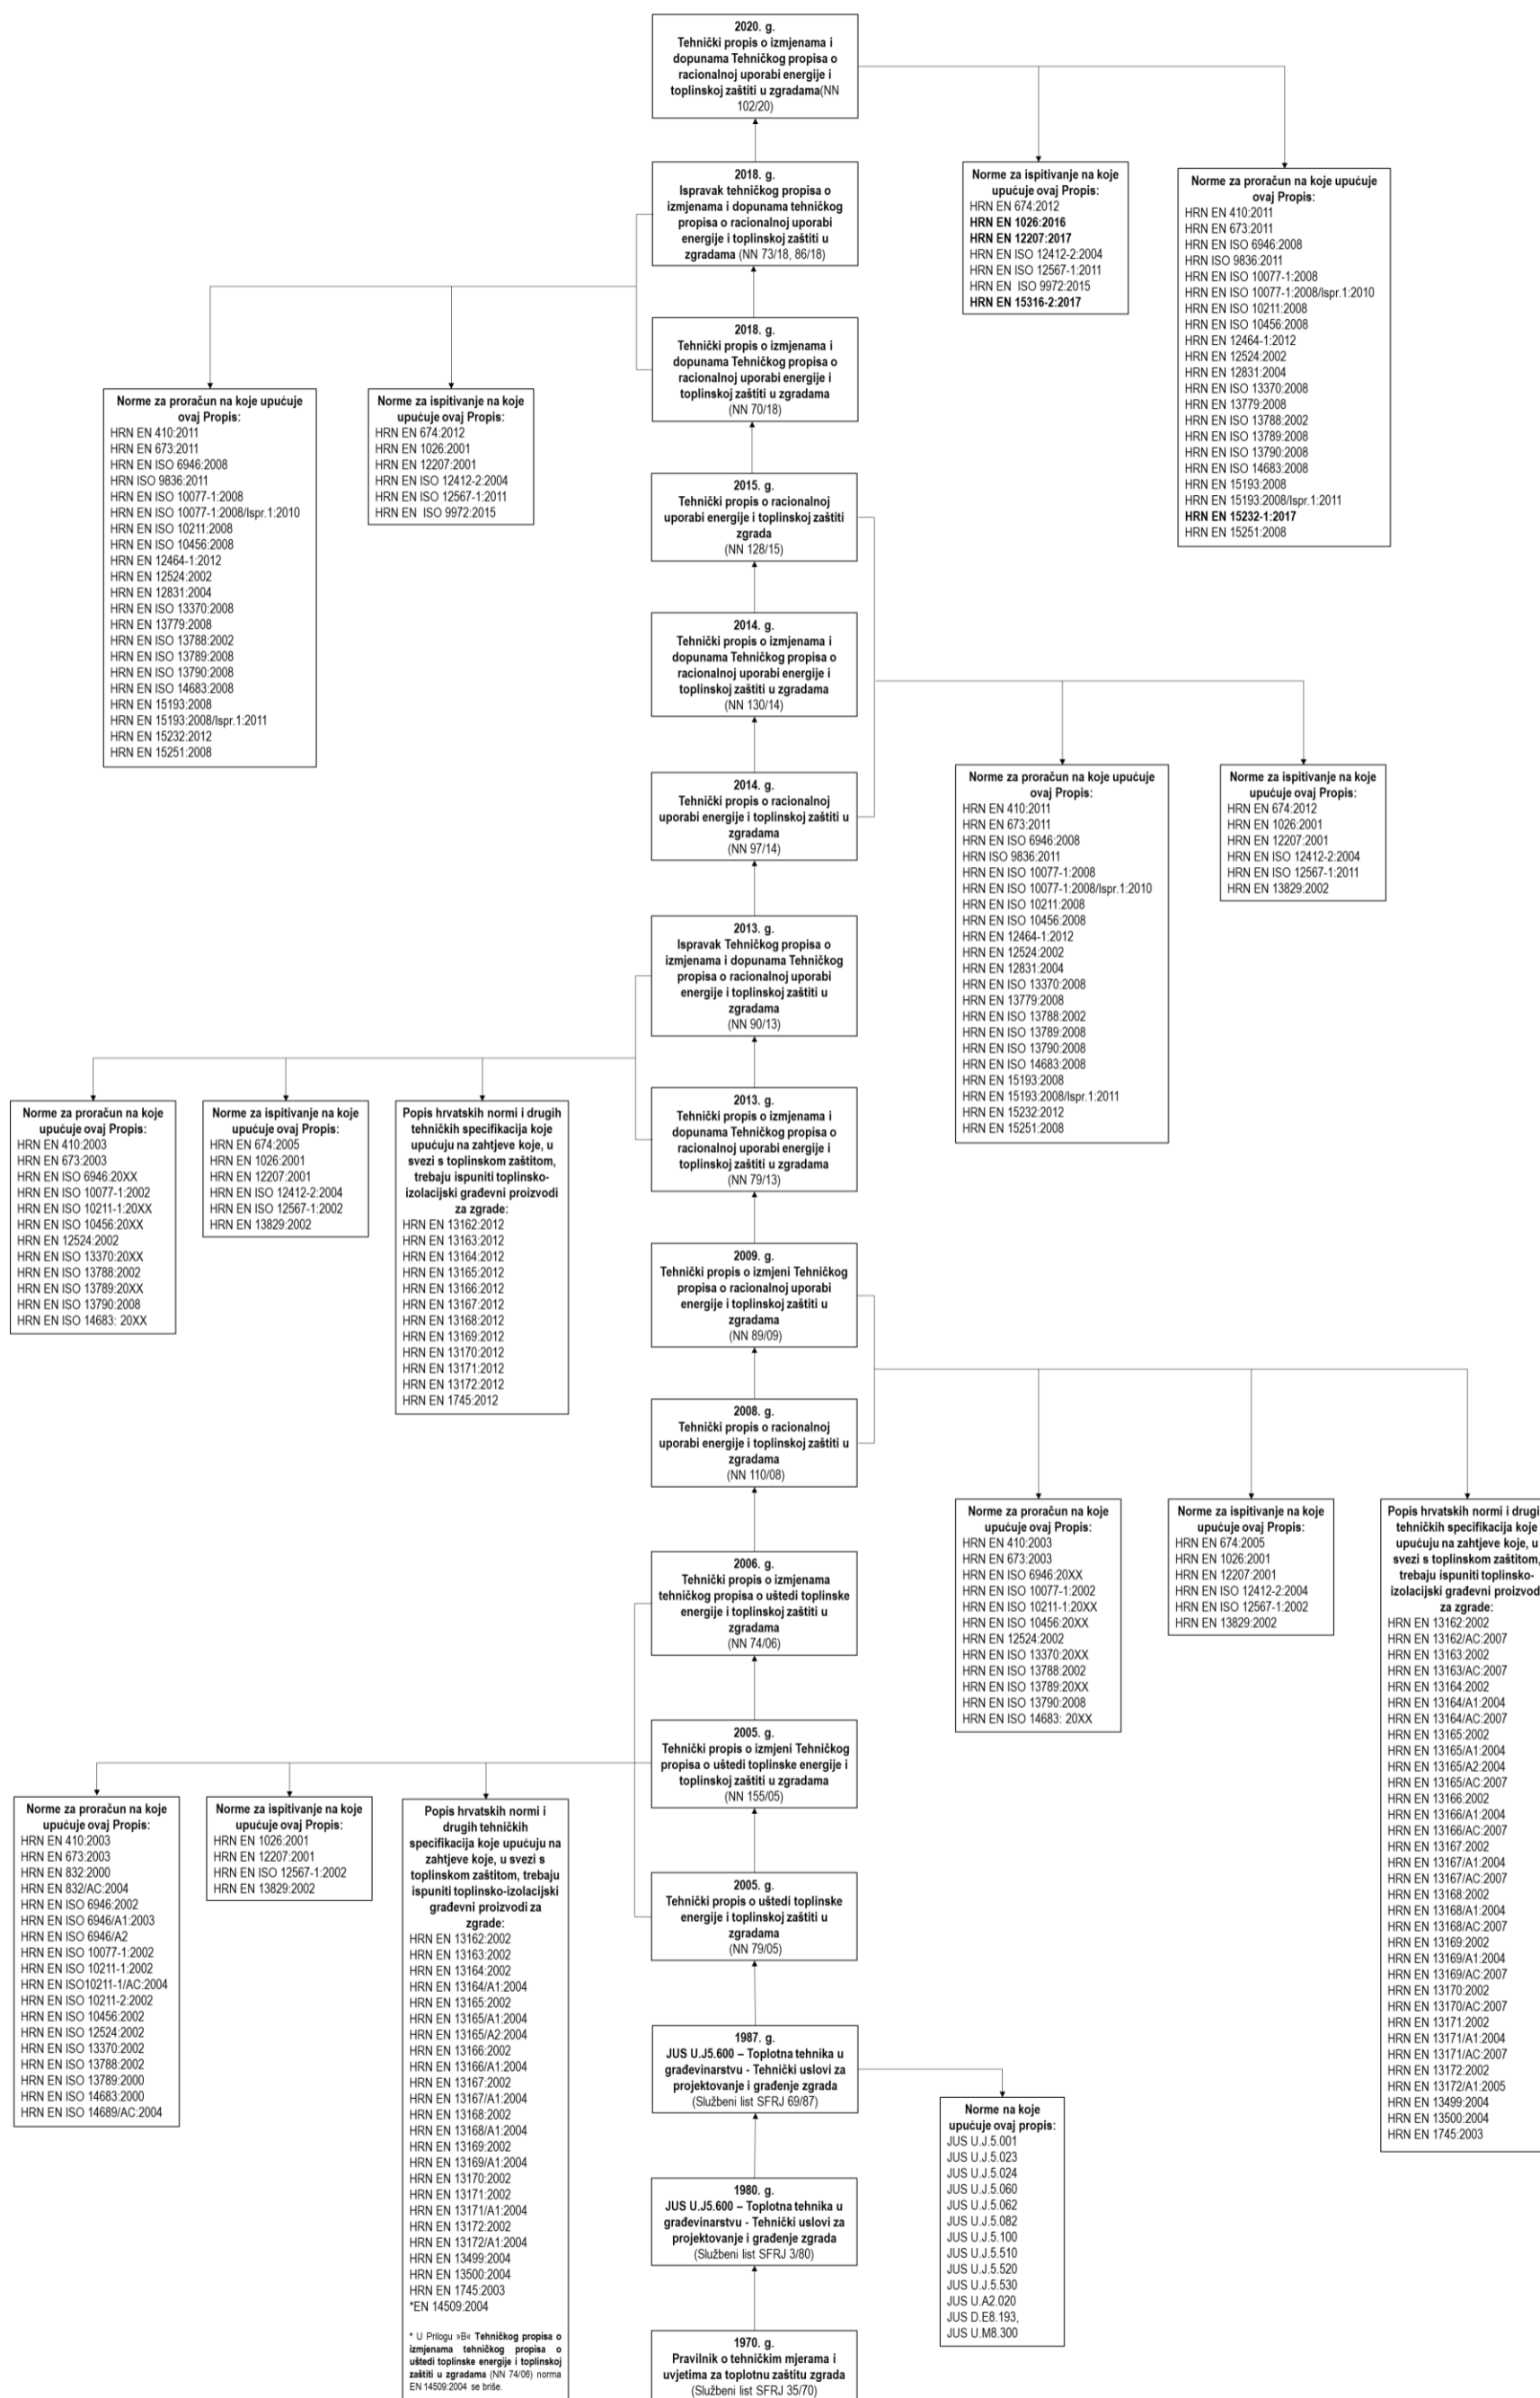 2020. g.
Tehnički propis o izmjenama i
dopunama Tehničkog propisa o
racionalnoj uporabi energije i
toplinskoj zaštiti u zgradama(NN
102/20)
2018. g.
Ispravak tehničkog propisa o
izmjenama i dopunama tehničkog
propisa o racionalnoj uporabi
energije i toplinskoj zaštiti u
zgradama (NN 73/18, 86/18)
Norme za ispitivanje na koje
upućuje ovaj Propis:
HRN EN 674:2012
HRN EN 1026:2016
HRN EN 12207:2017
HRN EN ISO 12412-2:2004
HRN EN ISO 12567-1:2011
HRN EN  ISO 9972:2015
HRN EN 15316-2:2017
Norme za proračun na koje upućuje
ovaj Propis:
HRN EN 410:2011
HRN EN 673:2011
HRN EN ISO 6946:2008
HRN ISO 9836:2011
HRN EN ISO 10077-1:2008
HRN EN ISO 10077-1:2008/Ispr.1:2010
HRN EN ISO 10211:2008
HRN EN ISO 10456:2008
HRN EN 12464-1:2012
HRN EN 12524:2002
HRN EN 12831:2004
HRN EN ISO 13370:2008
HRN EN 13779:2008
HRN EN ISO 13788:2002
HRN EN ISO 13789:2008
HRN EN ISO 13790:2008
HRN EN ISO 14683:2008
HRN EN 15193:2008
HRN EN 15193:2008/Ispr.1:2011
HRN EN 15232-1:2017
HRN EN 15251:2008
2018. g.
Tehnički propis o izmjenama i
dopunama Tehničkog propisa o
racionalnoj uporabi energije i
toplinskoj zaštiti u zgradama
(NN 70/18)
Norme za proračun na koje upućuje
ovaj Propis:
HRN EN 410:2011
HRN EN 673:2011
HRN EN ISO 6946:2008
HRN ISO 9836:2011
HRN EN ISO 10077-1:2008
HRN EN ISO 10077-1:2008/Ispr.1:2010
HRN EN ISO 10211:2008
HRN EN ISO 10456:2008
HRN EN 12464-1:2012
HRN EN 12524:2002
HRN EN 12831:2004
HRN EN ISO 13370:2008
HRN EN 13779:2008
HRN EN ISO 13788:2002
HRN EN ISO 13789:2008
HRN EN ISO 13790:2008
HRN EN ISO 14683:2008
HRN EN 15193:2008
HRN EN 15193:2008/Ispr.1:2011
HRN EN 15232:2012
HRN EN 15251:2008
Norme za ispitivanje na koje
upućuje ovaj Propis:
HRN EN 674:2012
HRN EN 1026:2001
HRN EN 12207:2001
HRN EN ISO 12412-2:2004
HRN EN ISO 12567-1:2011
HRN EN  ISO 9972:2015
2015. g.
Tehnički propis o racionalnoj
uporabi energije i toplinskoj zaštiti
zgrada
(NN 128/15)
2014. g.
Tehnički propis o izmjenama i
dopunama Tehničkog propisa o
racionalnoj uporabi energije i
toplinskoj zaštiti u zgradama
(NN 130/14)
2014. g.
Tehnički propis o racionalnoj
uporabi energije i toplinskoj zaštiti u
zgradama
(NN 97/14)
Norme za proračun na koje upućuje
ovaj Propis:
HRN EN 410:2011
HRN EN 673:2011
HRN EN ISO 6946:2008
HRN ISO 9836:2011
HRN EN ISO 10077-1:2008
HRN EN ISO 10077-1:2008/Ispr.1:2010
HRN EN ISO 10211:2008
HRN EN ISO 10456:2008
HRN EN 12464-1:2012
HRN EN 12524:2002
HRN EN 12831:2004
HRN EN ISO 13370:2008
HRN EN 13779:2008
HRN EN ISO 13788:2002
HRN EN ISO 13789:2008
HRN EN ISO 13790:2008
HRN EN ISO 14683:2008
HRN EN 15193:2008
HRN EN 15193:2008/Ispr.1:2011
HRN EN 15232:2012
HRN EN 15251:2008
Norme za ispitivanje na koje
upućuje ovaj Propis:
HRN EN 674:2012
HRN EN 1026:2001
HRN EN 12207:2001
HRN EN ISO 12412-2:2004
HRN EN ISO 12567-1:2011
HRN EN 13829:2002
2013. g.
Ispravak Tehničkog propisa o
izmjenama i dopunama Tehničkog
propisa o racionalnoj uporabi
energije i toplinskoj zaštiti u
zgradama
(NN 90/13)
2013. g.
Tehnički propis o izmjenama i
dopunama Tehničkog propisa o
racionalnoj uporabi energije i
toplinskoj zaštiti u zgradama
(NN 79/13)
Norme za proračun na koje
upućuje ovaj Propis:
HRN EN 410:2003
HRN EN 673:2003
HRN EN ISO 6946:20XX
HRN EN ISO 10077-1:2002
HRN EN ISO 10211-1:20XX
HRN EN ISO 10456:20XX
HRN EN 12524:2002
HRN EN ISO 13370:20XX
HRN EN ISO 13788:2002
HRN EN ISO 13789:20XX
HRN EN ISO 13790:2008
HRN EN ISO 14683: 20XX
Norme za ispitivanje na koje
upućuje ovaj Propis:
HRN EN 674:2005
HRN EN 1026:2001
HRN EN 12207:2001
HRN EN ISO 12412-2:2004
HRN EN ISO 12567-1:2002
HRN EN 13829:2002
Popis hrvatskih normi i drugih
tehničkih specifikacija koje
upućuju na zahtjeve koje, u
svezi s toplinskom zaštitom,
trebaju ispuniti toplinsko-
izolacijski građevni proizvodi
za zgrade:
HRN EN 13162:2012
HRN EN 13163:2012
HRN EN 13164:2012
HRN EN 13165:2012
HRN EN 13166:2012
HRN EN 13167:2012
HRN EN 13168:2012
HRN EN 13169:2012
HRN EN 13170:2012
HRN EN 13171:2012
HRN EN 13172:2012
HRN EN 1745:2012
2009. g.
Tehnički propis o izmjeni Tehničkog
propisa o racionalnoj uporabi
energije i toplinskoj zaštiti u
zgradama
(NN 89/09)
2008. g.
Tehnički propis o racionalnoj
uporabi energije i toplinskoj zaštiti u
zgradama
(NN 110/08)
Norme za proračun na koje
upućuje ovaj Propis:
HRN EN 410:2003
HRN EN 673:2003
HRN EN ISO 6946:20XX
HRN EN ISO 10077-1:2002
HRN EN ISO 10211-1:20XX
HRN EN ISO 10456:20XX
HRN EN 12524:2002
HRN EN ISO 13370:20XX
HRN EN ISO 13788:2002
HRN EN ISO 13789:20XX
HRN EN ISO 13790:2008
HRN EN ISO 14683: 20XX
Norme za ispitivanje na koje
upućuje ovaj Propis:
HRN EN 674:2005
HRN EN 1026:2001
HRN EN 12207:2001
HRN EN ISO 12412-2:2004
HRN EN ISO 12567-1:2002
HRN EN 13829:2002
Popis hrvatskih normi i drugi
tehničkih specifikacija koje
upućuju na zahtjeve koje, u
svezi s toplinskom zaštitom,
trebaju ispuniti toplinsko-
izolacijski građevni proizvod
za zgrade:
HRN EN 13162:2002
HRN EN 13162/AC:2007
HRN EN 13163:2002
HRN EN 13163/AC:2007
HRN EN 13164:2002
HRN EN 13164/A1:2004
HRN EN 13164/AC:2007
HRN EN 13165:2002
HRN EN 13165/A1:2004
HRN EN 13165/A2:2004
HRN EN 13165/AC:2007
HRN EN 13166:2002
HRN EN 13166/A1:2004
HRN EN 13166/AC:2007
HRN EN 13167:2002
HRN EN 13167/A1:2004
HRN EN 13167/AC:2007
HRN EN 13168:2002
HRN EN 13168/A1:2004
HRN EN 13168/AC:2007
HRN EN 13169:2002
HRN EN 13169/A1:2004
HRN EN 13169/AC:2007
HRN EN 13170:2002
HRN EN 13170/AC:2007
HRN EN 13171:2002
HRN EN 13171/A1:2004
HRN EN 13171/AC:2007
HRN EN 13172:2002
HRN EN 13172/A1:2005
HRN EN 13499:2004
HRN EN 13500:2004
HRN EN 1745:2003
2006. g.
Tehnički propis o izmjenama
tehničkog propisa o uštedi toplinske
energije i toplinskoj zaštiti u
zgradama
(NN 74/06)
2005. g.
Tehnički propis o izmjeni Tehničkog
propisa o uštedi toplinske energije i
toplinskoj zaštiti u zgradama
(NN 155/05)
2005. g.
Tehnički propis o uštedi toplinske
energije i toplinskoj zaštiti u
zgradama
(NN 79/05)
Norme za proračun na koje
upućuje ovaj Propis:
HRN EN 410:2003
HRN EN 673:2003
HRN EN 832:2000
HRN EN 832/AC:2004
HRN EN ISO 6946:2002
HRN EN ISO 6946/A1:2003
HRN EN ISO 6946/A2
HRN EN ISO 10077-1:2002
HRN EN ISO 10211-1:2002
HRN EN ISO10211-1/AC:2004
HRN EN ISO 10211-2:2002
HRN EN ISO 10456:2002
HRN EN ISO 12524:2002
HRN EN ISO 13370:2002
HRN EN ISO 13788:2002
HRN EN ISO 13789:2000
HRN EN ISO 14683:2000
HRN EN ISO 14689/AC:2004
Norme za ispitivanje na koje
upućuje ovaj Propis:
HRN EN 1026:2001
HRN EN 12207:2001
HRN EN ISO 12567-1:2002
HRN EN 13829:2002
Popis hrvatskih normi i
drugih tehničkih
specifikacija koje upućuju na
zahtjeve koje, u svezi s
toplinskom zaštitom, trebaju
ispuniti toplinsko-izolacijski
građevni proizvodi za
zgrade:
HRN EN 13162:2002
HRN EN 13163:2002
HRN EN 13164:2002
HRN EN 13164/A1:2004
HRN EN 13165:2002
HRN EN 13165/A1:2004
HRN EN 13165/A2:2004
HRN EN 13166:2002
HRN EN 13166/A1:2004
HRN EN 13167:2002
HRN EN 13167/A1:2004
HRN EN 13168:2002
HRN EN 13168/A1:2004
HRN EN 13169:2002
HRN EN 13169/A1:2004
HRN EN 13170:2002
HRN EN 13171:2002
HRN EN 13171/A1:2004
HRN EN 13172:2002
HRN EN 13172/A1:2004
HRN EN 13499:2004
HRN EN 13500:2004
HRN EN 1745:2003
*EN 14509:2004
* U Prilogu »B« Tehničkog propisa o
izmjenama tehničkog propisa o
uštedi toplinske energije i toplinskoj
zaštiti u zgradama (NN 74/06) norma
EN 14509:2004 se briše.
1987. g.
JUS U.J5.600 – Toplotna tehnika u
građevinarstvu - Tehnički uslovi za
projektovanje i građenje zgrada
(Službeni list SFRJ 69/87)
Norme na koje
upućuje ovaj propis:
JUS U.J.5.001
JUS U.J.5.023
JUS U.J.5.024
JUS U.J.5.060
JUS U.J.5.062
JUS U.J.5.082
JUS U.J.5.100
JUS U.J.5.510
JUS U.J.5.520
JUS U.J.5.530
JUS U.A2.020
JUS D.E8.193,
JUS U.M8.300
1980. g.
JUS U.J5.600 – Toplotna tehnika u
građevinarstvu - Tehnički uslovi za
projektovanje i građenje zgrada
(Službeni list SFRJ 3/80)
1970. g.
Pravilnik o tehničkim mjerama i
uvjetima za toplotnu zaštitu zgrada
(Službeni list SFRJ 35/70)